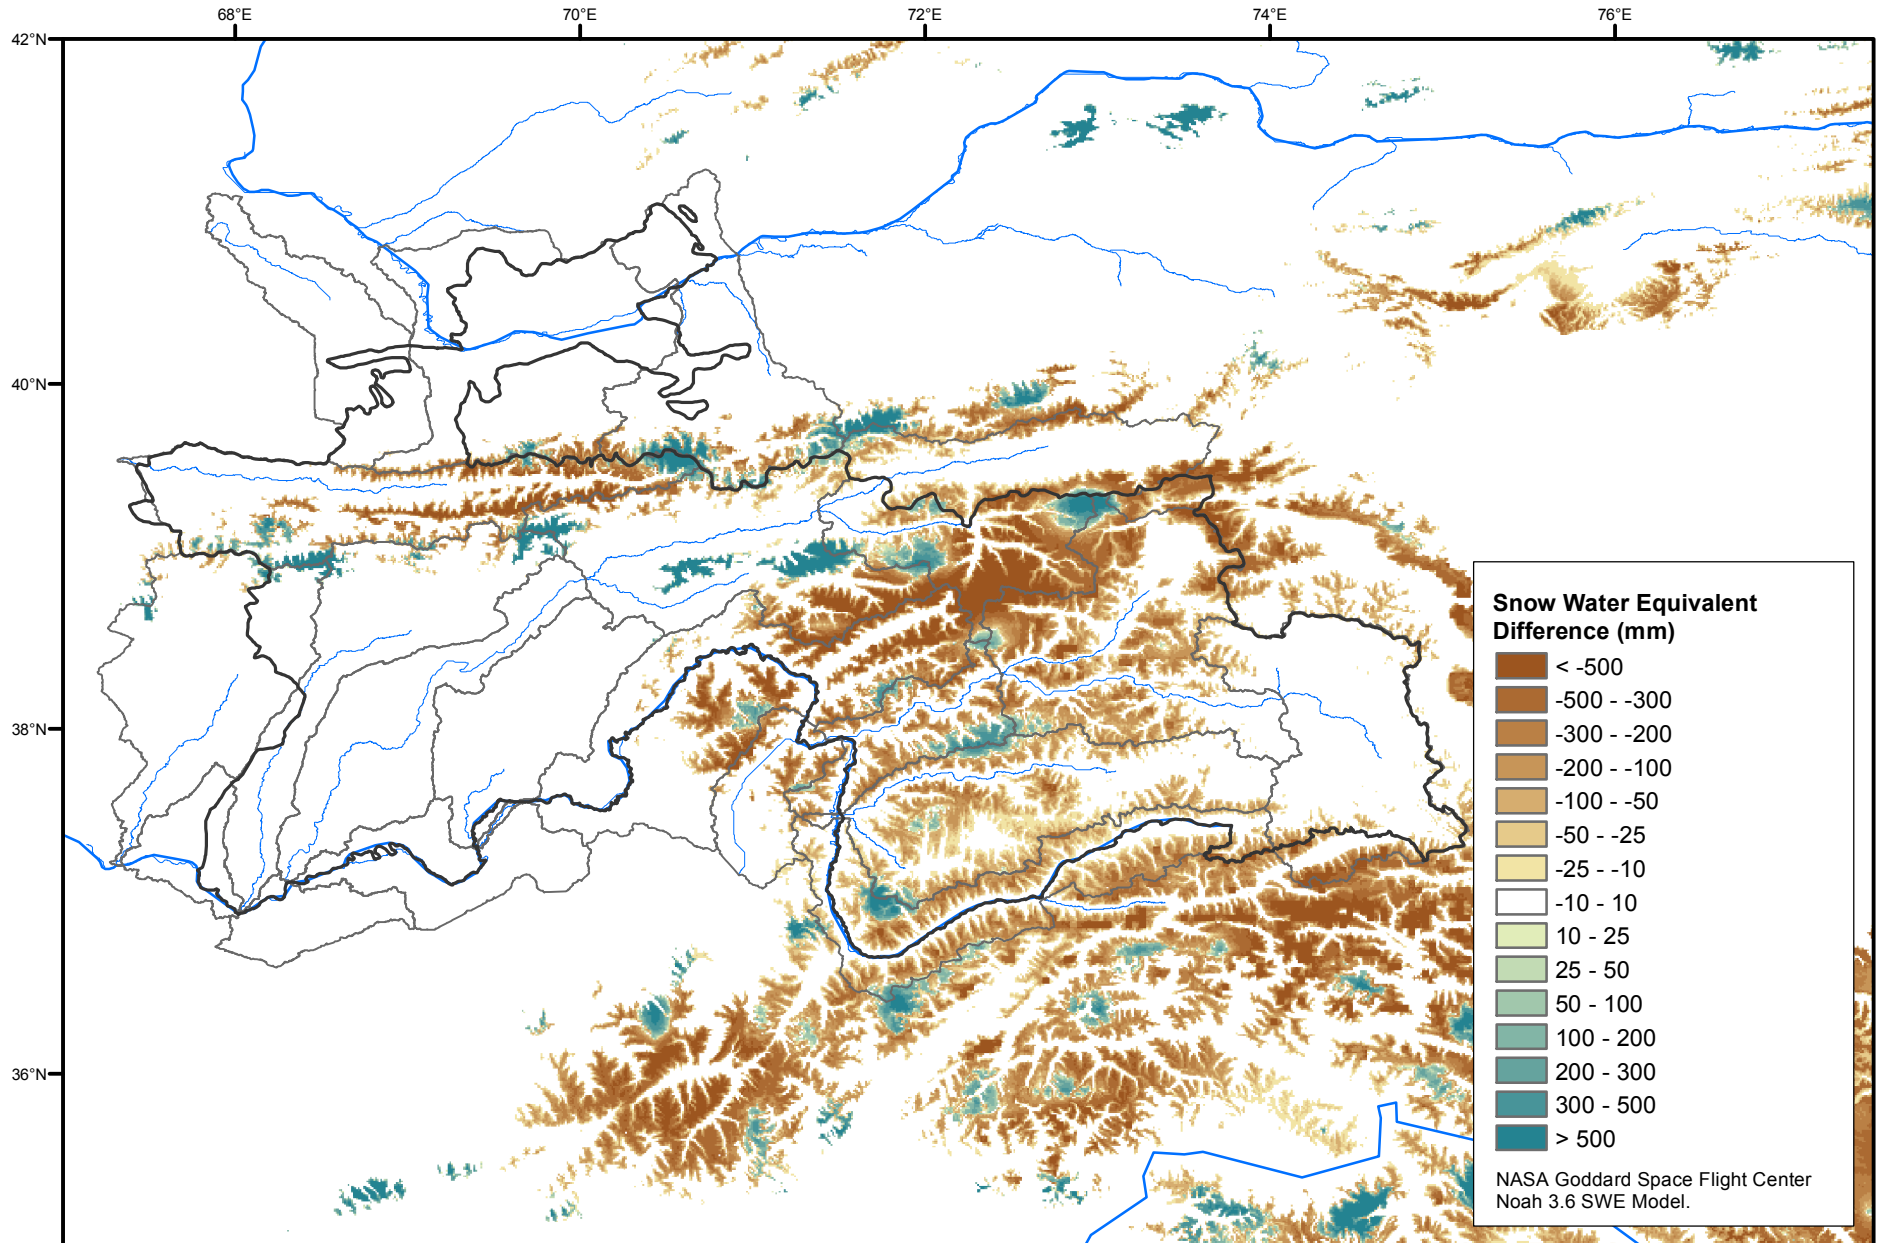 68°E
70°E
72°E
74°E
76°E
42°N
40°N
38°N
36°N
Snow Water Equivalent
Difference (mm)
< -500
-500 - -300
-300 - -200
-200 - -100
-100 - -50
-50 - -25
-25 - -10
-10 - 10
10 - 25
25 - 50
50 - 100
100 - 200
200 - 300
300 - 500
> 500
NASA Goddard Space Flight Center
Noah 3.6 SWE Model.